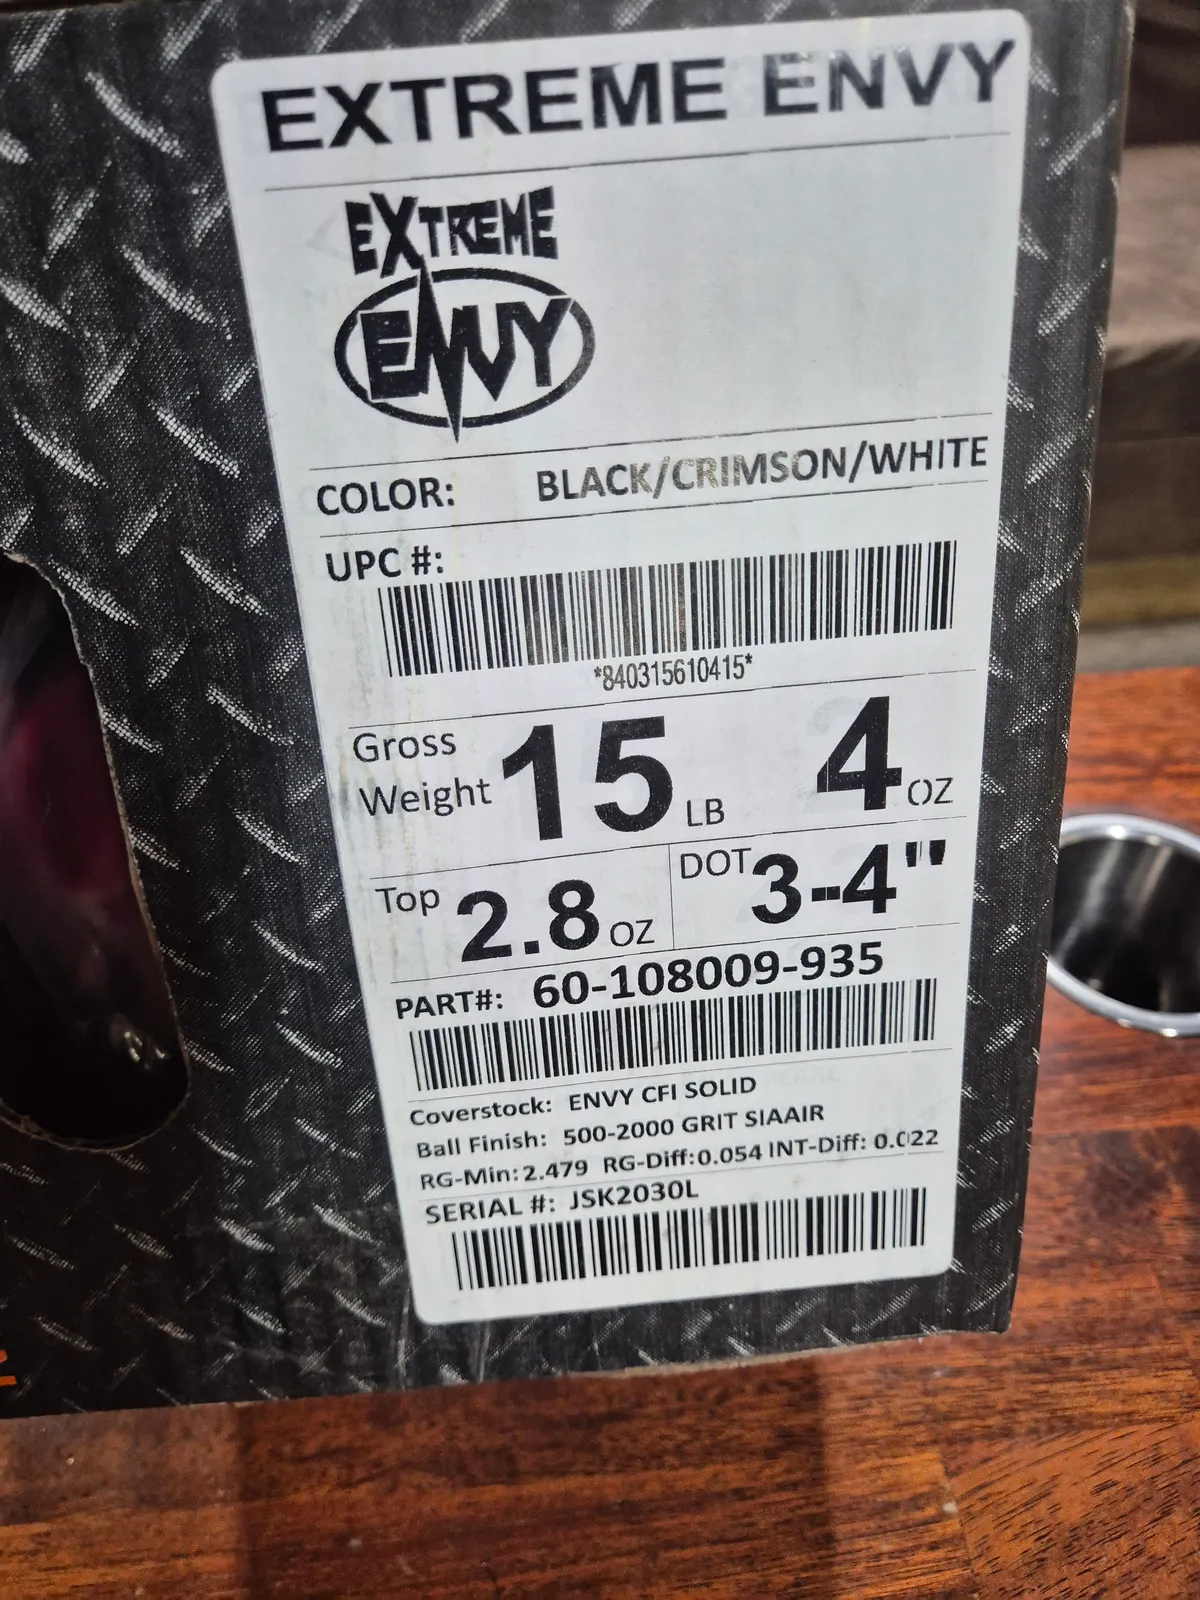 EXTREME ENVY
EXTREME
ENVY
COLOR: BLACK/CRIMSON/WHITE
UPC #:
*840315610415*
Gross Weight 15 LB 4 OZ
Top 2.8 OZ DOT 3-4"
PART#: 60-108009-935
Coverstock: ENVY CFI SOLID
Ball Finish: 500-2000 GRIT SIAAIR
RG-Min: 2.479 RG-Diff: 0.054 INT-Diff: 0.022
SERIAL #: JSK2030L